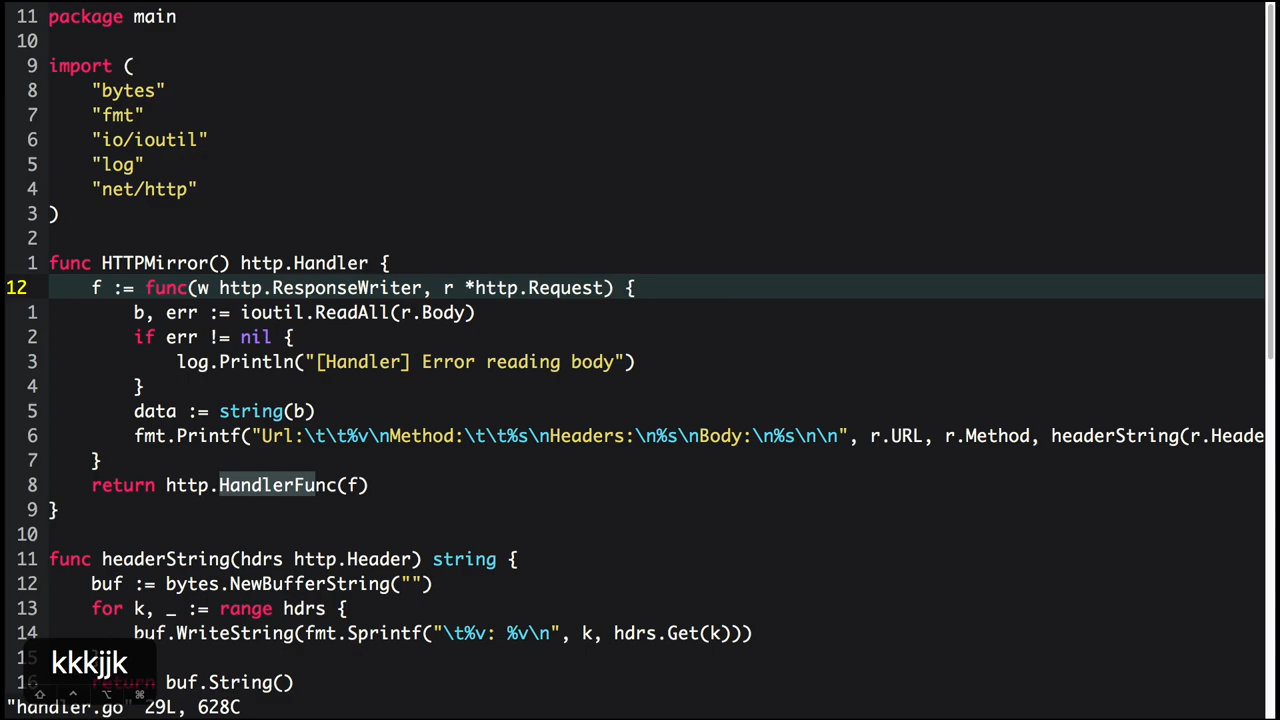 11 package main
10
9 import (
8 "bytes"
7 "fmt"
6 "io/ioutil"
5 "log"
4 "net/http"
3 )
2
1 func HTTPMirror() http.Handler {
12 f := func(w http.ResponseWriter, r *http.Request) {
1 b, err := ioutil.ReadAll(r.Body)
2 if err != nil {
3 log.Println("[Handler] Error reading body")
4 }
5 data := string(b)
6 fmt.Printf("Url:\t\t%v\nMethod:\t\t%s\nHeaders:\n%s\nBody:\n%s\n\n", r.URL, r.Method, headerString(r.Heade
7 }
8 return http.HandlerFunc(f)
9 }
10
11 func headerString(hdrs http.Header) string {
12 buf := bytes.NewBufferString("")
13 for k, _ := range hdrs {
14 buf.WriteString(fmt.Sprintf("\t%v: %v\n", k, hdrs.Get(k)))
15
16 return buf.String()
kkkjjk
⇧ ^ ⌥ ⌘
"handler.go" 29L, 628C